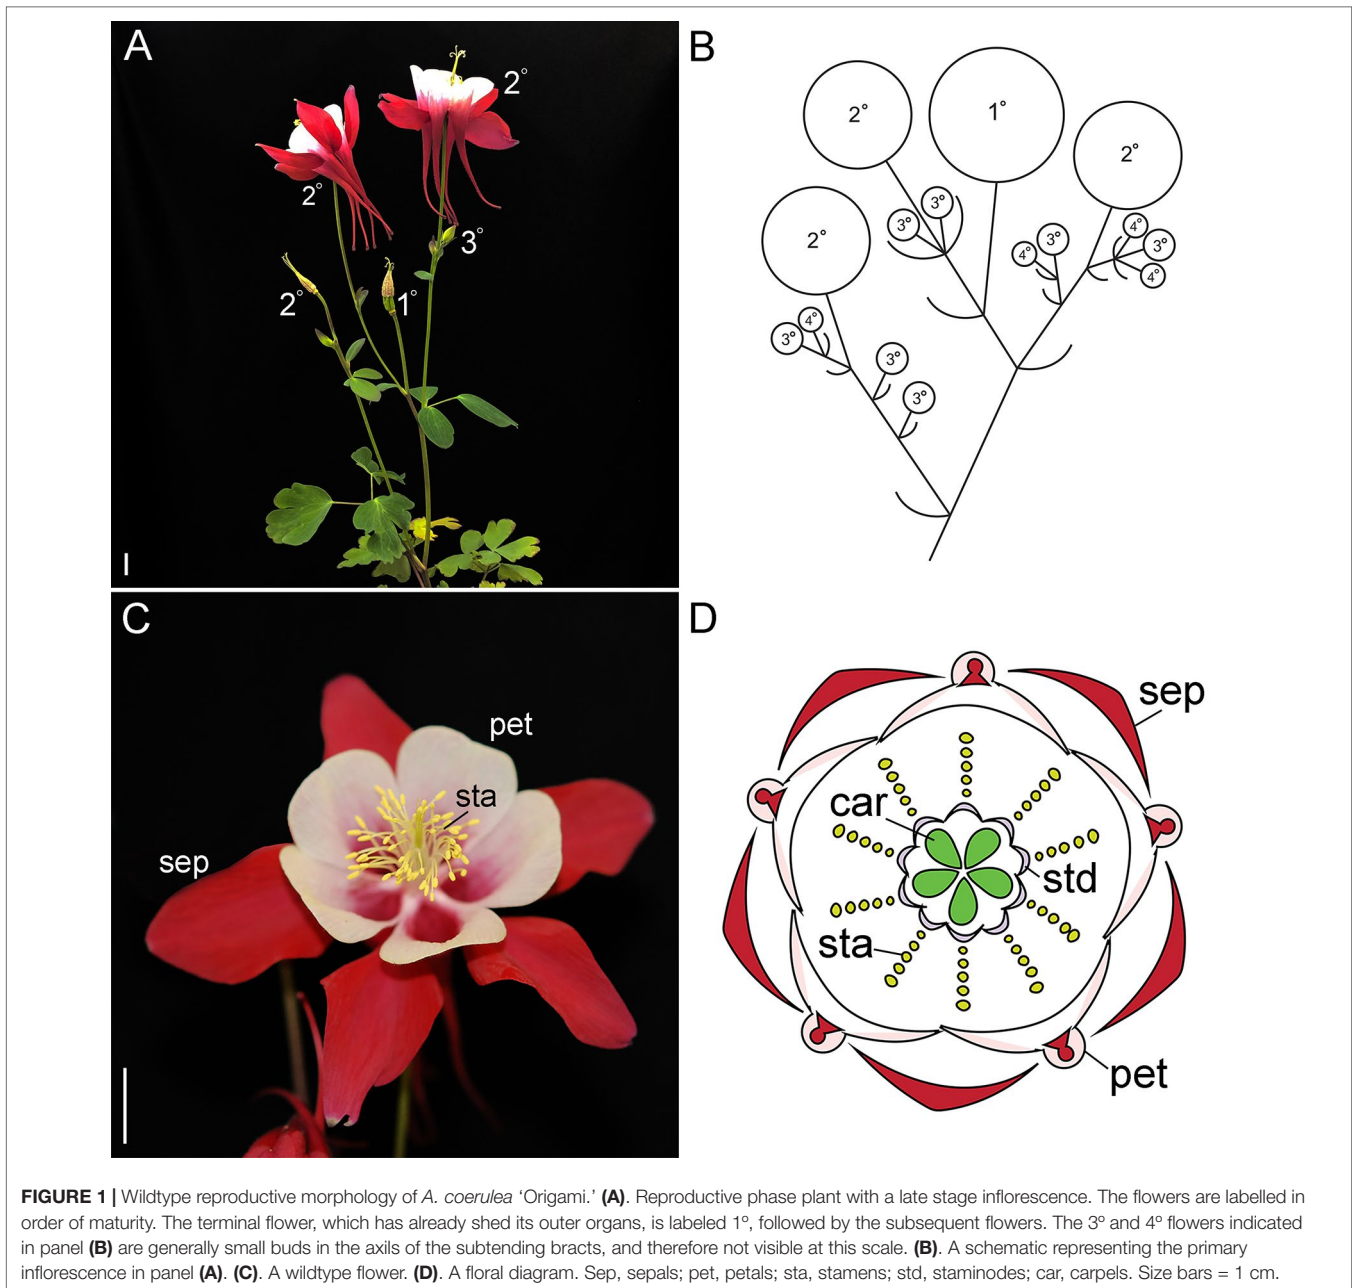 A
2°
2°
3°
2°
1°
B
2°
1°
2°
2°
3°
3°
4°
3°
3°
4°
4°
4°
3°
3°
3°
C
pet
sta
sep
D
sep
car
std
sta
pet
FIGURE 1 | Wildtype reproductive morphology of A. coerulea ‘Origami.’ (A). Reproductive phase plant with a late stage inflorescence. The flowers are labelled in
order of maturity. The terminal flower, which has already shed its outer organs, is labeled 1º, followed by the subsequent flowers. The 3º and 4º flowers indicated
in panel (B) are generally small buds in the axils of the subtending bracts, and therefore not visible at this scale. (B). A schematic representing the primary
inflorescence in panel (A). (C). A wildtype flower. (D). A floral diagram. Sep, sepals; pet, petals; sta, stamens; std, staminodes; car, carpels. Size bars = 1 cm.